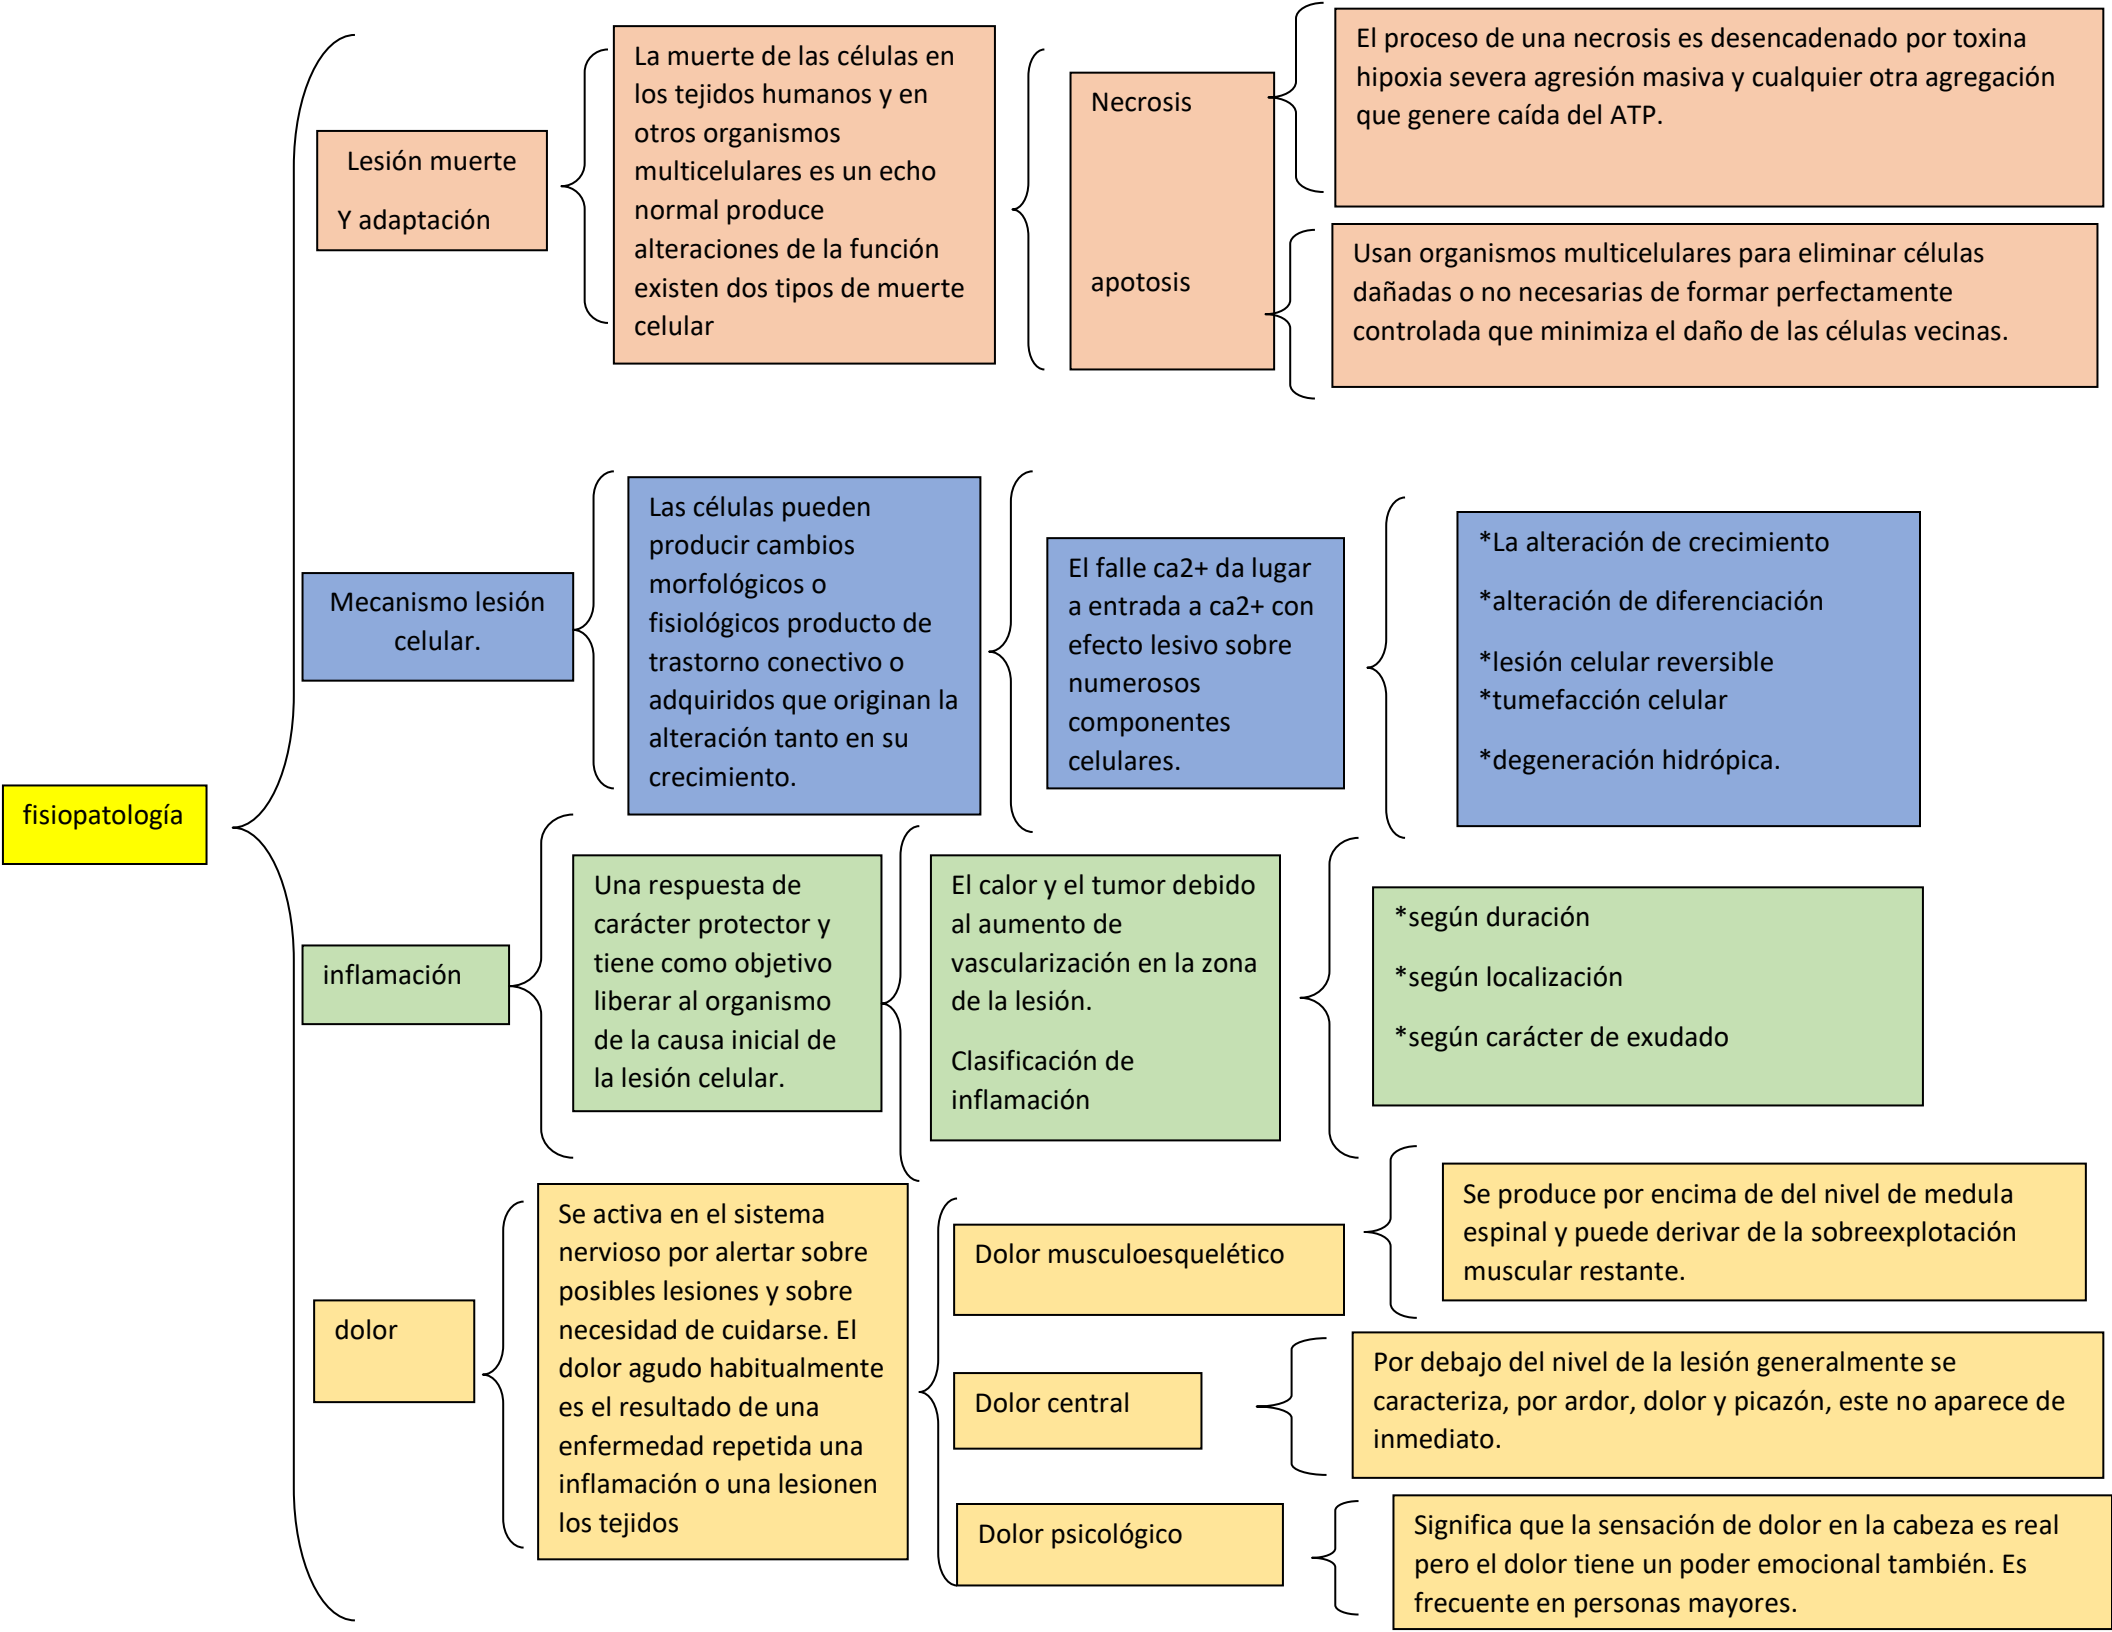 fisiopatología
Lesión muerte
Y adaptación
La muerte de las células en
los tejidos humanos y en
otros organismos
multicelulares es un echo
normal produce
alteraciones de la función
existen dos tipos de muerte
celular
Necrosis
apotosis
El proceso de una necrosis es desencadenado por toxina
hipoxia severa agresión masiva y cualquier otra agregación
que genere caída del ATP.
Usan organismos multicelulares para eliminar células
dañadas o no necesarias de formar perfectamente
controlada que minimiza el daño de las células vecinas.
Mecanismo lesión
celular.
Las células pueden
producir cambios
morfológicos o
fisiológicos producto de
trastorno conectivo o
adquiridos que originan la
alteración tanto en su
crecimiento.
El falle ca2+ da lugar
a entrada a ca2+ con
efecto lesivo sobre
numerosos
componentes
celulares.
*La alteración de crecimiento
*alteración de diferenciación
*lesión celular reversible
*tumefacción celular
*degeneración hidrópica.
inflamación
Una respuesta de
carácter protector y
tiene como objetivo
liberar al organismo
de la causa inicial de
la lesión celular.
El calor y el tumor debido
al aumento de
vascularización en la zona
de la lesión.
Clasificación de
inflamación
*según duración
*según localización
*según carácter de exudado
dolor
Se activa en el sistema
nervioso por alertar sobre
posibles lesiones y sobre
necesidad de cuidarse. El
dolor agudo habitualmente
es el resultado de una
enfermedad repetida una
inflamación o una lesionen
los tejidos
Dolor musculoesquelético
Se produce por encima de del nivel de medula
espinal y puede derivar de la sobreexplotación
muscular restante.
Dolor central
Por debajo del nivel de la lesión generalmente se
caracteriza, por ardor, dolor y picazón, este no aparece de
inmediato.
Dolor psicológico
Significa que la sensación de dolor en la cabeza es real
pero el dolor tiene un poder emocional también. Es
frecuente en personas mayores.